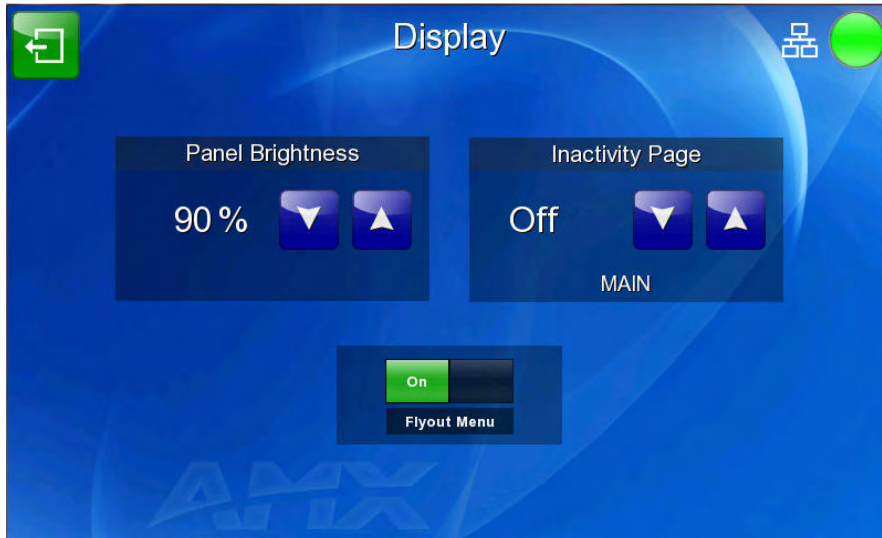 Display
Panel Brightness
90 %
Inactivity Page
Off
MAIN
On
Flyout Menu
AMX